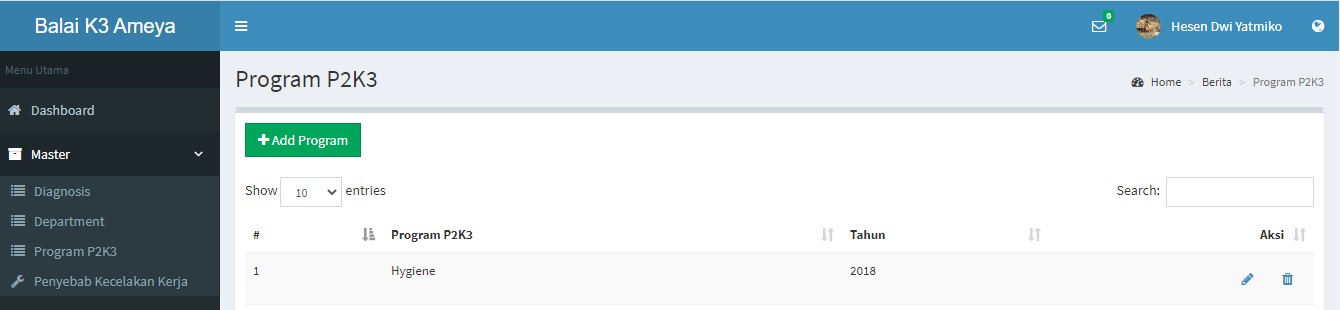 Balai K3 Ameya
0
Hesen Dwi Yatmiko
Menu Utama
Program P2K3
Home > Berita > Program P2K3
Dashboard
Add Program
Master
Show 10 entries
Search:
Diagnosis
Department
# Program P2K3 Tahun Aksi
Program P2K3
1 Hygiene 2018
Penyebab Kecelakan Kerja